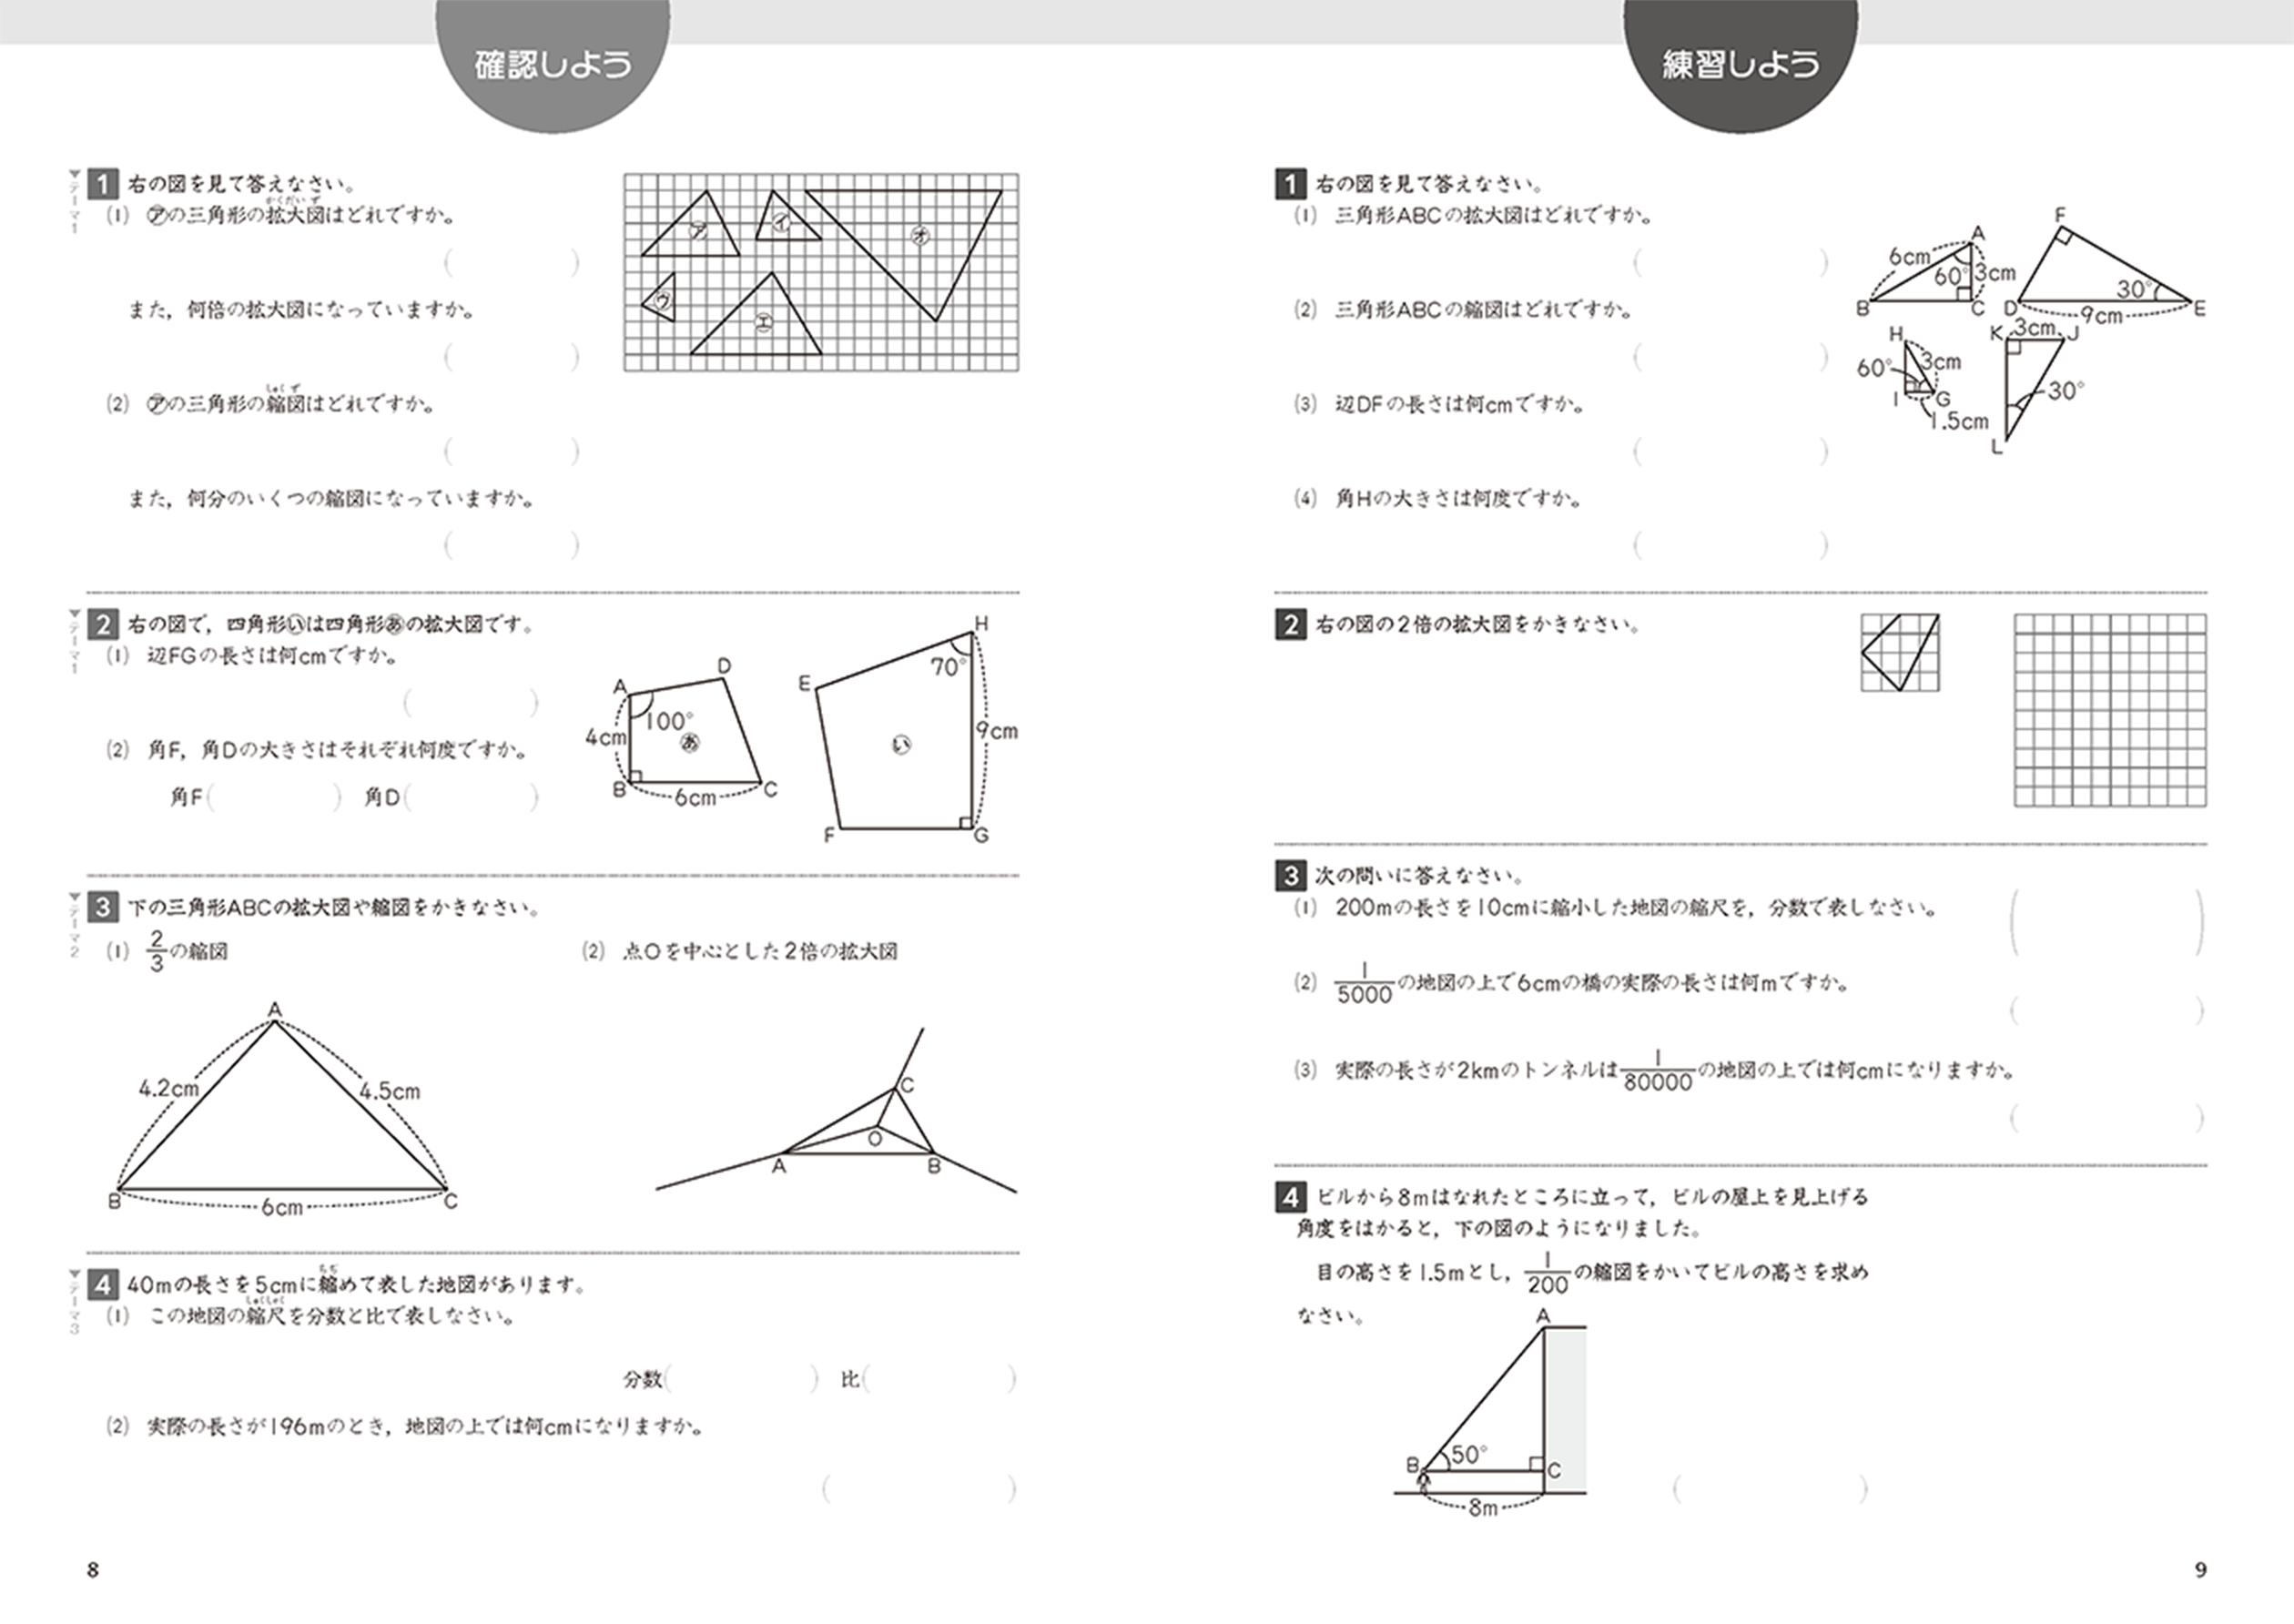 確認しよう
▼テーマ1
1 右の図を見て答えなさい。
かくだい ず
(1) ㋐の三角形の拡大図はどれですか。
( )
また，何倍の拡大図になっていますか。
( )
しゅく ず
(2) ㋐の三角形の縮図はどれですか。
( )
また，何分のいくつの縮図になっていますか。
( )
㋐
㋑
㋒
㋓
㋔
▼テーマ1
2 右の図で，四角形㋑は四角形あの拡大図です。
(1) 辺FGの長さは何cmですか。
( )
(2) 角F，角Dの大きさはそれぞれ何度ですか。
角F( ) 角D( )
A
D
100°
4cm
あ
B
6cm
C
H
70°
E
い
9cm
F
G
▼テーマ2
3 下の三角形ABCの拡大図や縮図をかきなさい。
(1) 2/3の縮図
(2) 点Oを中心とした2倍の拡大図
A
4.2cm
4.5cm
B
6cm
C
C
O
A
B
▼テーマ3
ちぢ
4 40mの長さを5cmに縮めて表した地図があります。
しゅくしゃく
(1) この地図の縮尺を分数と比で表しなさい。
分数( ) 比( )
(2) 実際の長さが196mのとき，地図の上では何cmになりますか。
( )
8
練習しよう
1 右の図を見て答えなさい。
(1) 三角形ABCの拡大図はどれですか。
( )
(2) 三角形ABCの縮図はどれですか。
( )
(3) 辺DFの長さは何cmですか。
( )
(4) 角Hの大きさは何度ですか。
( )
A
6cm
60°
3cm
B
C
F
30°
D
9cm
E
H
60°
3cm
I
G
1.5cm
K
3cm
J
30°
L
2 右の図の2倍の拡大図をかきなさい。
3 次の問いに答えなさい。
(1) 200mの長さを10cmに縮小した地図の縮尺を，分数で表しなさい。
( )
(2) 1/5000の地図の上で6cmの橋の実際の長さは何mですか。
( )
(3) 実際の長さが2kmのトンネルは1/80000の地図の上では何cmになりますか。
( )
4 ビルから8mはなれたところに立って，ビルの屋上を見上げる
角度をはかると，下の図のようになりました。
目の高さを1.5mとし，1/200の縮図をかいてビルの高さを求め
なさい。
A
B
50°
C
8m
( )
9